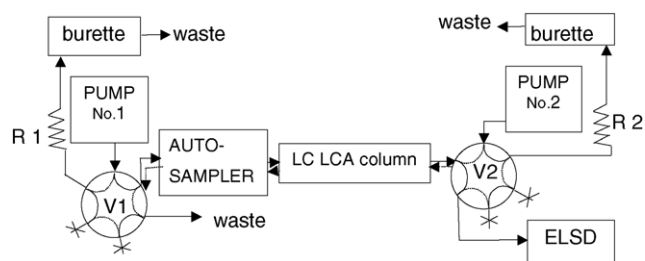 burette
waste
waste
burette
PUMP
No.1
PUMP
No.2
R 1
R 2
AUTO-
SAMPLER
LC LCA column
V1
V2
waste
ELSD